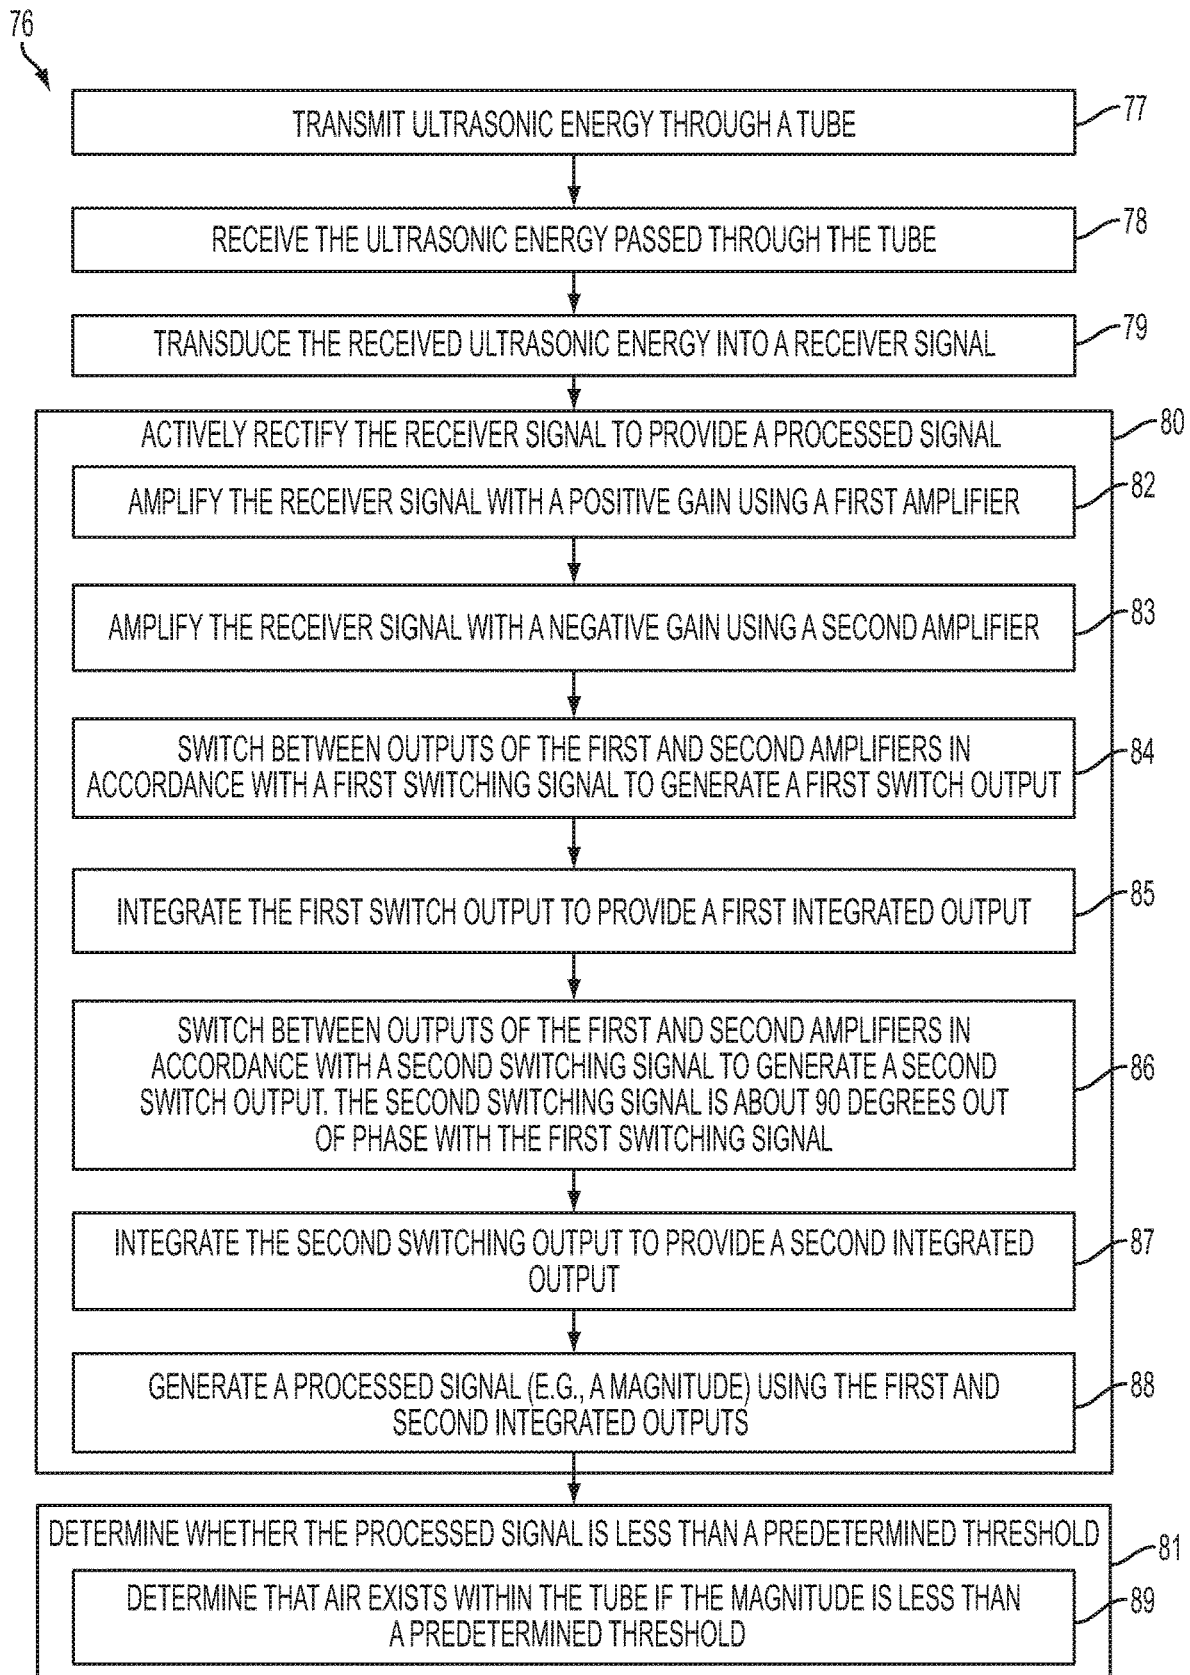 76
TRANSMIT ULTRASONIC ENERGY THROUGH A TUBE
77
RECEIVE THE ULTRASONIC ENERGY PASSED THROUGH THE TUBE
78
TRANSDUCE THE RECEIVED ULTRASONIC ENERGY INTO A RECEIVER SIGNAL
79
ACTIVELY RECTIFY THE RECEIVER SIGNAL TO PROVIDE A PROCESSED SIGNAL
80
AMPLIFY THE RECEIVER SIGNAL WITH A POSITIVE GAIN USING A FIRST AMPLIFIER
82
AMPLIFY THE RECEIVER SIGNAL WITH A NEGATIVE GAIN USING A SECOND AMPLIFIER
83
SWITCH BETWEEN OUTPUTS OF THE FIRST AND SECOND AMPLIFIERS IN
ACCORDANCE WITH A FIRST SWITCHING SIGNAL TO GENERATE A FIRST SWITCH OUTPUT
84
INTEGRATE THE FIRST SWITCH OUTPUT TO PROVIDE A FIRST INTEGRATED OUTPUT
85
SWITCH BETWEEN OUTPUTS OF THE FIRST AND SECOND AMPLIFIERS IN
ACCORDANCE WITH A SECOND SWITCHING SIGNAL TO GENERATE A SECOND
SWITCH OUTPUT. THE SECOND SWITCHING SIGNAL IS ABOUT 90 DEGREES OUT
OF PHASE WITH THE FIRST SWITCHING SIGNAL
86
INTEGRATE THE SECOND SWITCHING OUTPUT TO PROVIDE A SECOND INTEGRATED
OUTPUT
87
GENERATE A PROCESSED SIGNAL (E.G., A MAGNITUDE) USING THE FIRST AND
SECOND INTEGRATED OUTPUTS
88
DETERMINE WHETHER THE PROCESSED SIGNAL IS LESS THAN A PREDETERMINED THRESHOLD
81
DETERMINE THAT AIR EXISTS WITHIN THE TUBE IF THE MAGNITUDE IS LESS THAN
A PREDETERMINED THRESHOLD
89